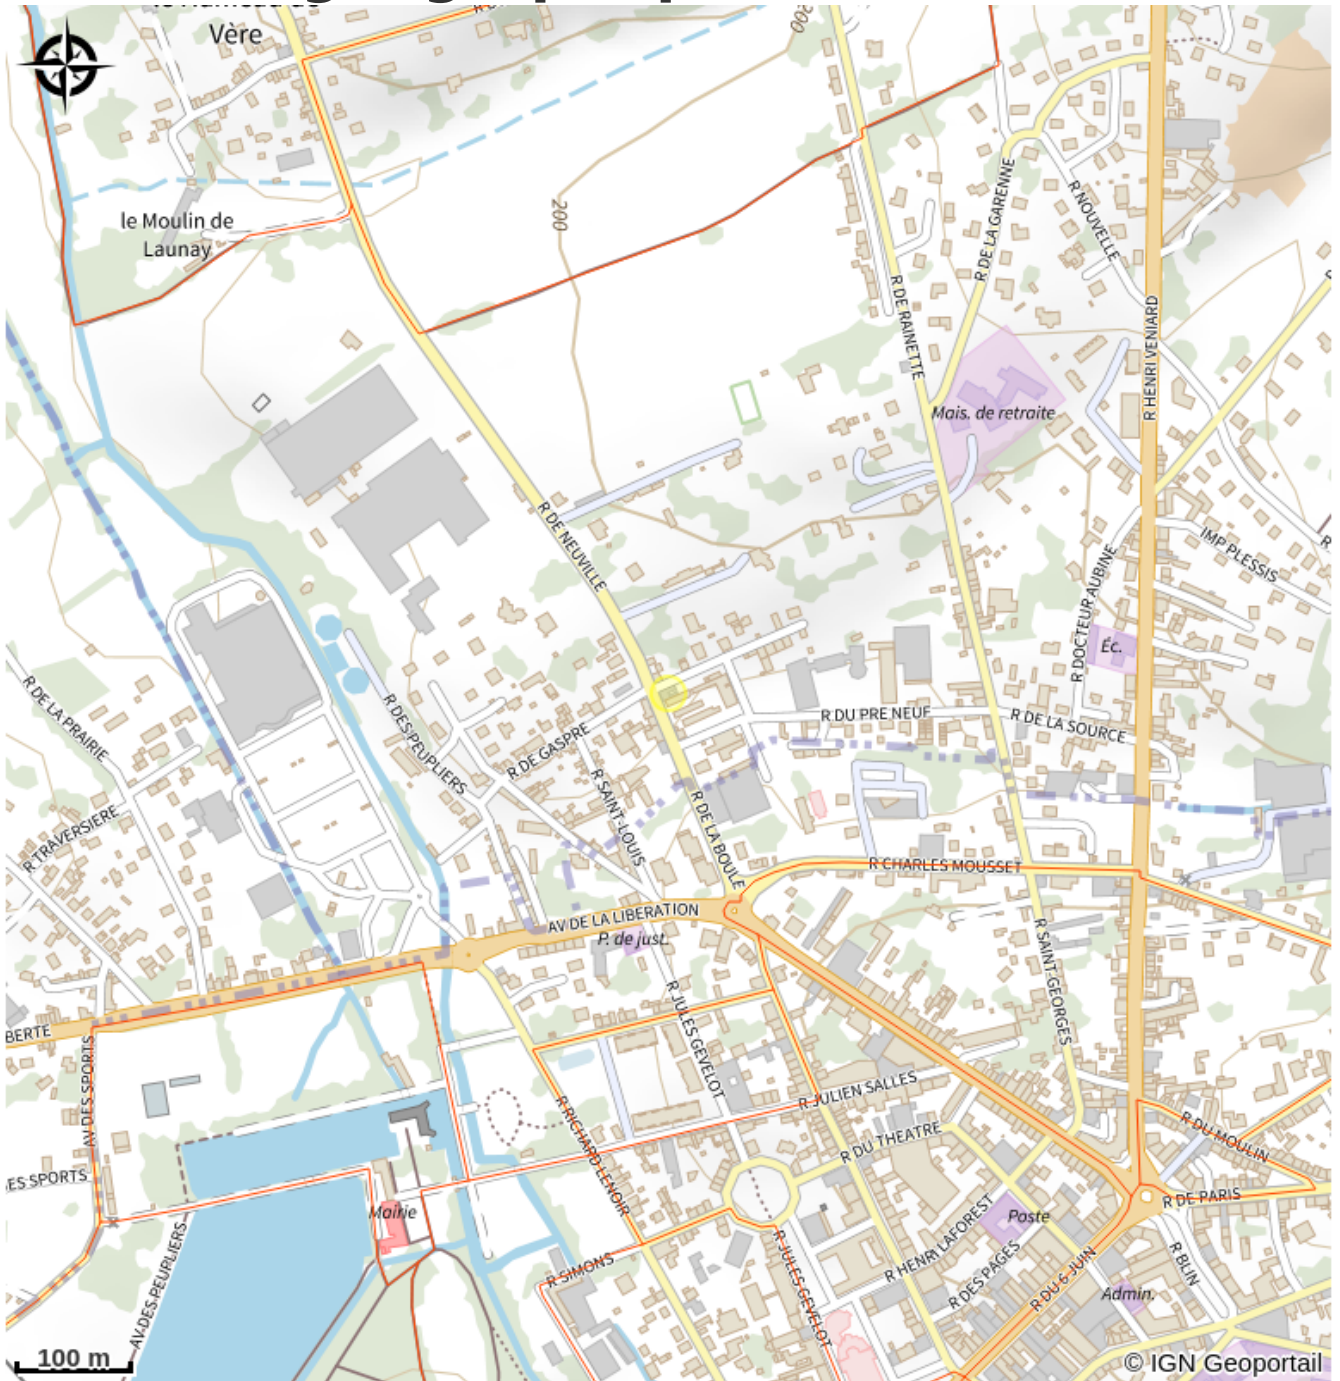 Vère
200
le Moulin de
Launay
200
R DE LA GARENNE
R NOUVELLE
R DE RAINETTE
R HENRI VENIARD
Mais. de retraite
R DE NEUVILLE
IMP PLESSIS
R DOCTEUR AUBINE
Éc.
R DE LA PRAIRIE
R DES PEUPLIERS
R DE GASPRE
R DU PRE NEUF
R DE LA SOURCE
R TRAVERSIERE
R SAINT-LOUIS
R DE LA BOULE
R CHARLES MOUSSET
AV DE LA LIBERATION
P. de just.
R SAINT-GEORGES
BERTE
AV DES SPORTS
R JULES GEVELOT
R JULIEN SALLES
R RICHARD LENOIR
R DU THEATRE
R DU MOULIN
ES SPORTS
R DE PARIS
Mairie
Poste
R HENRI LAFOREST
AV DES PEUPLIERS
R SIMONS
R JULES GEVELOT
R DES PAGES
R DU 6 JUIN
R BLIN
Admin.
100 m
© IGN Geoportail